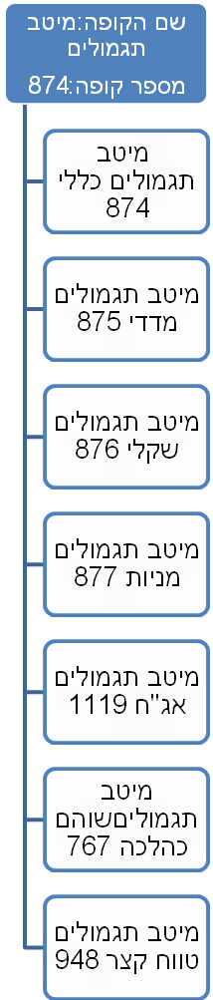 שם הקופה:מיטב
תגמולים
מספר קופה:874
מיטב
תגמולים כללי
874
מיטב תגמולים
מדדי 875
מיטב תגמולים
שקלי 876
מיטב תגמולים
מניות 877
מיטב תגמולים
אג"ח 1119
מיטב
תגמוליםשוהם
כהלכה 767
מיטב תגמולים
טווח קצר 948